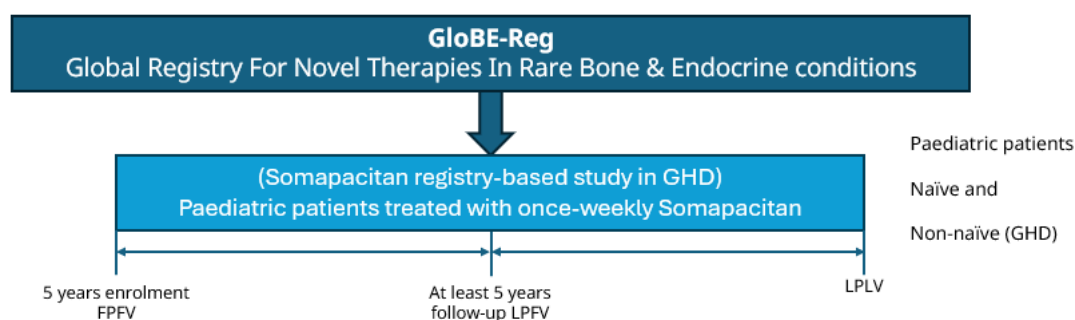 GloBE-Reg
Global Registry For Novel Therapies In Rare Bone & Endocrine conditions
(Somapacitan registry-based study in GHD)
Paediatric patients treated with once-weekly Somapacitan
Paediatric patients
Naïve and
Non-naïve (GHD)
5 years enrolment
FPFV
At least 5 years
follow-up LPFV
LPLV